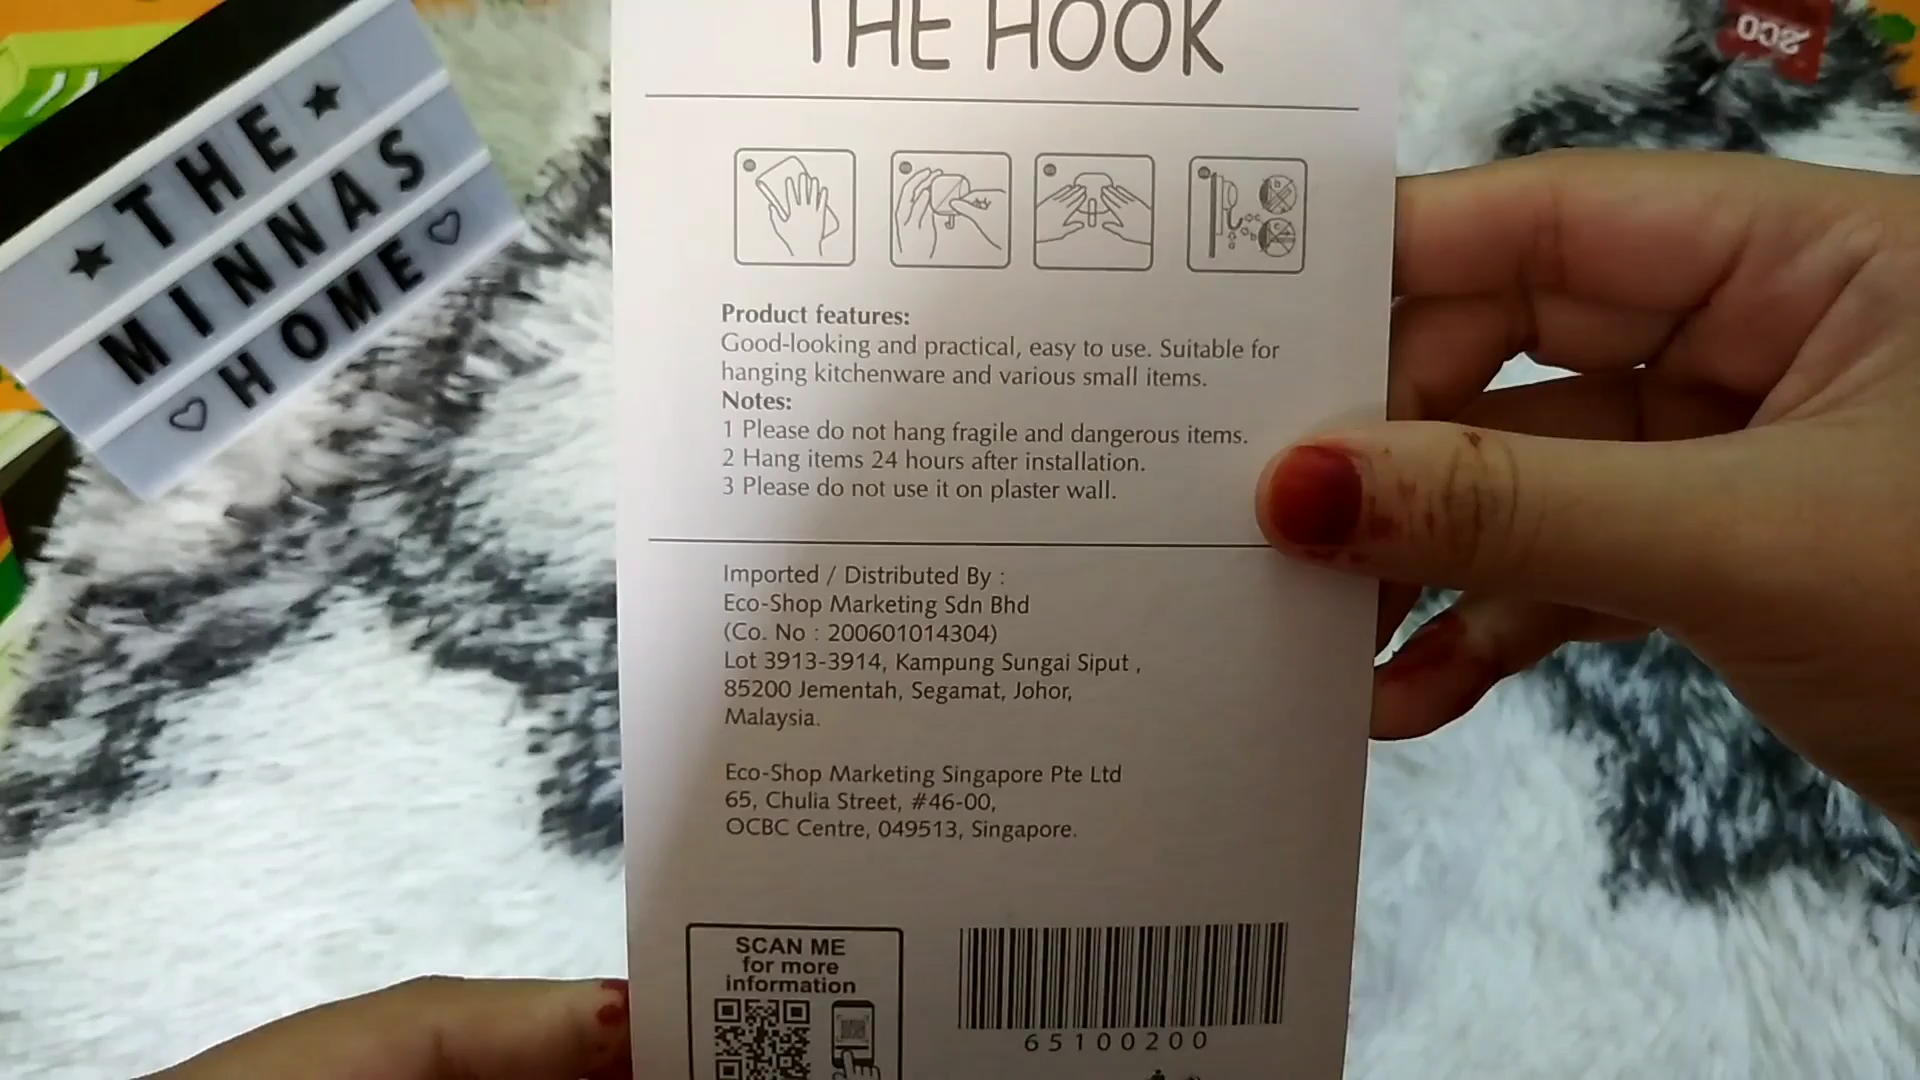 ★ THE ★
MINNAS
♡ HOME ♡
eco
THE HOOK
Product features:
Good-looking and practical, easy to use. Suitable for
hanging kitchenware and various small items.
Notes:
1 Please do not hang fragile and dangerous items.
2 Hang items 24 hours after installation.
3 Please do not use it on plaster wall.
Imported / Distributed By :
Eco-Shop Marketing Sdn Bhd
(Co. No : 200601014304)
Lot 3913-3914, Kampung Sungai Siput ,
85200 Jementah, Segamat, Johor,
Malaysia.
Eco-Shop Marketing Singapore Pte Ltd
65, Chulia Street, #46-00,
OCBC Centre, 049513, Singapore.
SCAN ME
for more
information
65100200